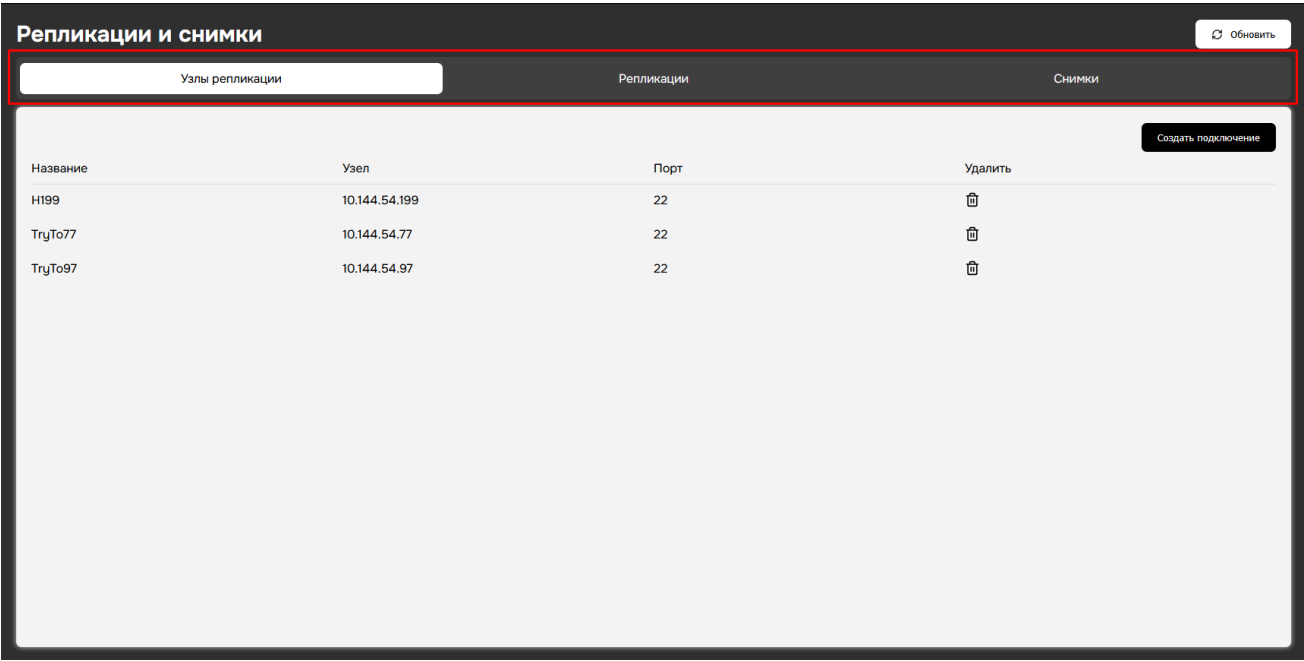 Репликации и снимки
Обновить
Узлы репликации Репликации Снимки
Создать подключение
Название Узел Порт Удалить
H199 10.144.54.199 22
TryTo77 10.144.54.77 22
TryTo97 10.144.54.97 22